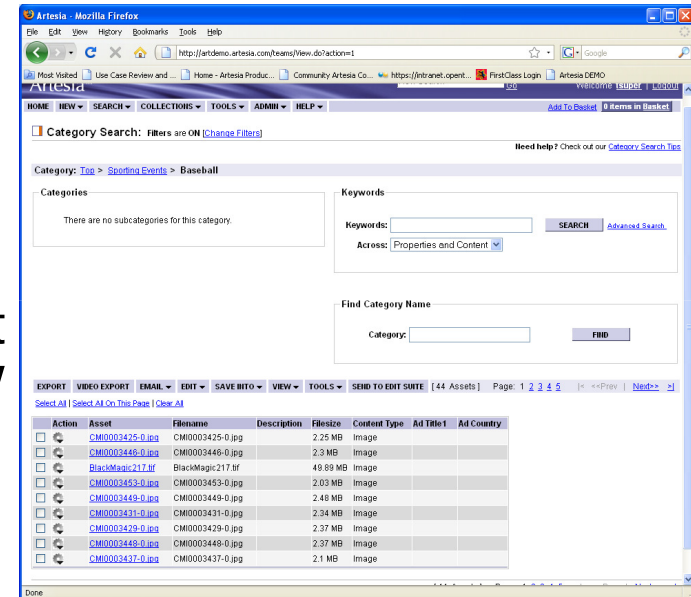 Artesia - Mozilla Firefox
File Edit View History Bookmarks Tools Help
http://artdemo.artesia.com/teams/View.do?action=1
Google
Most Visited Use Case Review and ... Home - Artesia Produc... Community Artesia Co... https://intranet.opent... FirstClass Login Artesia DEMO
Artesia Go Welcome tsuper | Logout
HOME NEW SEARCH COLLECTIONS TOOLS ADMIN HELP Add To Basket 0 items in Basket
Category Search: Filters are ON [Change Filters]
Need help? Check out our Category Search Tips
Category: Top > Sporting Events > Baseball
Categories
There are no subcategories for this category.
Keywords
Keywords: SEARCH Advanced Search
Across: Properties and Content
Find Category Name
Category: FIND
EXPORT VIDEO EXPORT EMAIL EDIT SAVE INTO VIEW TOOLS SEND TO EDIT SUITE [44 Assets] Page: 1 2 3 4 5 |< <<Prev | Next>> >|
Select All | Select All On This Page | Clear All
Action Asset Filename Description Filesize Content Type Ad Title1 Ad Country
CMI0003425-0.jpg CMI0003425-0.jpg 2.25 MB Image
CMI0003446-0.jpg CMI0003446-0.jpg 2.3 MB Image
BlackMagic217.tif BlackMagic217.tif 49.89 MB Image
CMI0003453-0.jpg CMI0003453-0.jpg 2.03 MB Image
CMI0003449-0.jpg CMI0003449-0.jpg 2.48 MB Image
CMI0003431-0.jpg CMI0003431-0.jpg 2.34 MB Image
CMI0003429-0.jpg CMI0003429-0.jpg 2.37 MB Image
CMI0003448-0.jpg CMI0003448-0.jpg 2.37 MB Image
CMI0003437-0.jpg CMI0003437-0.jpg 2.1 MB Image
Done